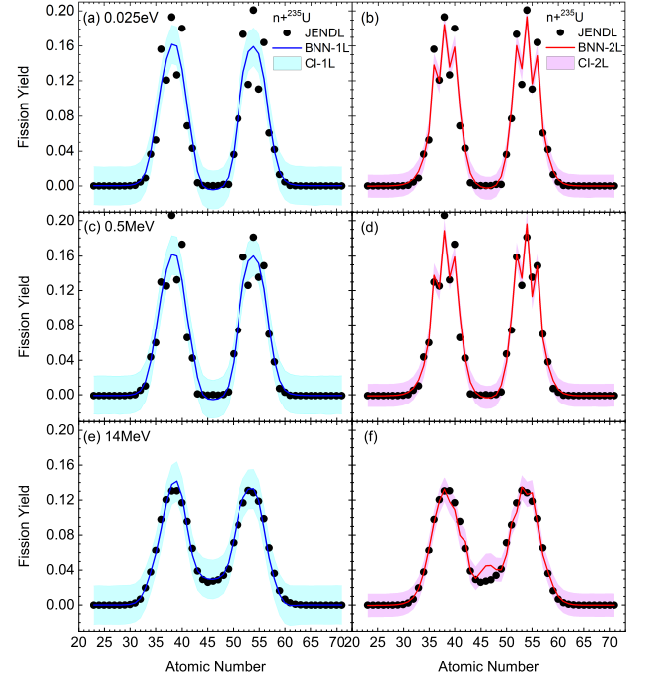 (a) 0.025eV
n+²³⁵U
JENDL
BNN-1L
CI-1L
(b)
n+²³⁵U
JENDL
BNN-2L
CI-2L
0.20
0.16
0.12
0.08
0.04
0.00
Fission Yield
(c) 0.5MeV
(d)
0.20
0.16
0.12
0.08
0.04
0.00
Fission Yield
(e) 14MeV
(f)
0.20
0.16
0.12
0.08
0.04
0.00
Fission Yield
20 25 30 35 40 45 50 55 60 65 70 20 25 30 35 40 45 50 55 60 65 70
Atomic Number Atomic Number